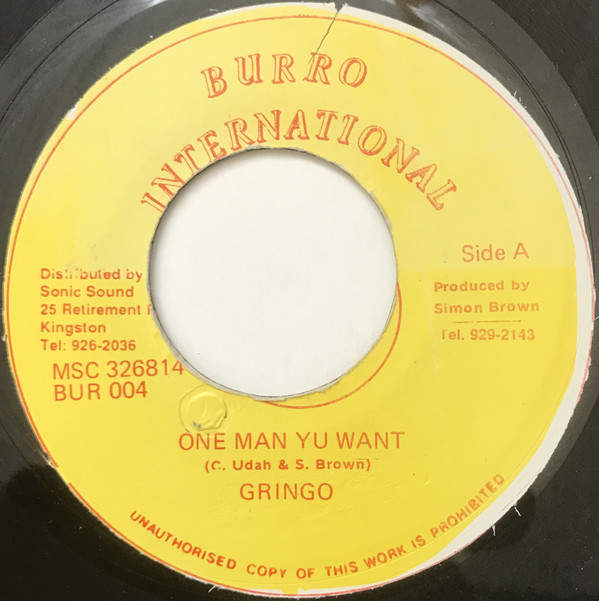 BURRO
INTERNATIONAL
Side A
Distributed by
Sonic Sound
25 Retirement
Kingston
Tel: 926-2036
MSC 326814
BUR 004
Produced by
Simon Brown
Tel. 929-2143
ONE MAN YU WANT
(C. Udah & S. Brown)
GRINGO
UNAUTHORISED COPY OF THIS WORK IS PROHIBITED